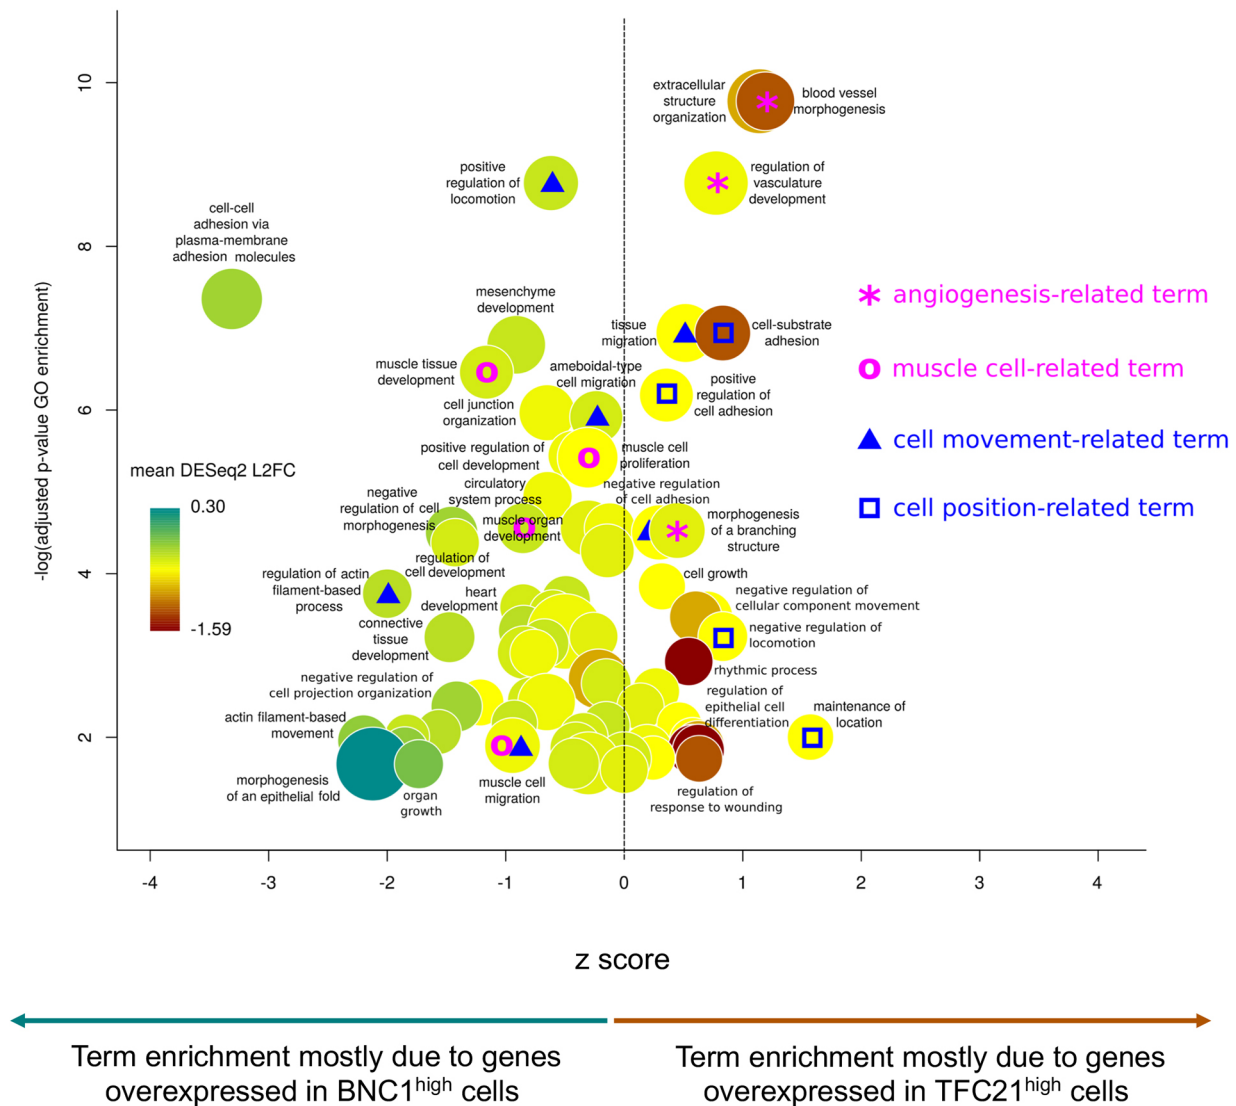 10
8
6
4
2
-log(adjusted p-value GO enrichment)
extracellular
structure
organization
blood vessel
morphogenesis
positive
regulation of
locomotion
regulation of
vasculature
development
cell-cell
adhesion via
plasma-membrane
adhesion molecules
mesenchyme
development
tissue
migration
cell-substrate
adhesion
muscle tissue
development
ameboidal-type
cell migration
positive
regulation of
cell adhesion
cell junction
organization
positive regulation of
cell development
muscle cell
proliferation
circulatory
system process
negative regulation
of cell adhesion
negative
regulation of cell
morphogenesis
muscle organ
development
morphogenesis
of a branching
structure
regulation of
cell development
regulation of actin
filament-based
process
heart
development
cell growth
negative regulation of
cellular component movement
connective
tissue
development
negative regulation of
locomotion
rhythmic process
negative regulation of
cell projection organization
regulation of
epithelial cell
differentiation
maintenance of
location
actin filament-based
movement
morphogenesis
of an epithelial fold
organ
growth
muscle cell
migration
regulation of
response to wounding
mean DESeq2 L2FC
0.30
-1.59
* angiogenesis-related term
o muscle cell-related term
▲ cell movement-related term
□ cell position-related term
-4 -3 -2 -1 0 1 2 3 4
z score
Term enrichment mostly due to genes
overexpressed in BNC1high cells
Term enrichment mostly due to genes
overexpressed in TFC21high cells